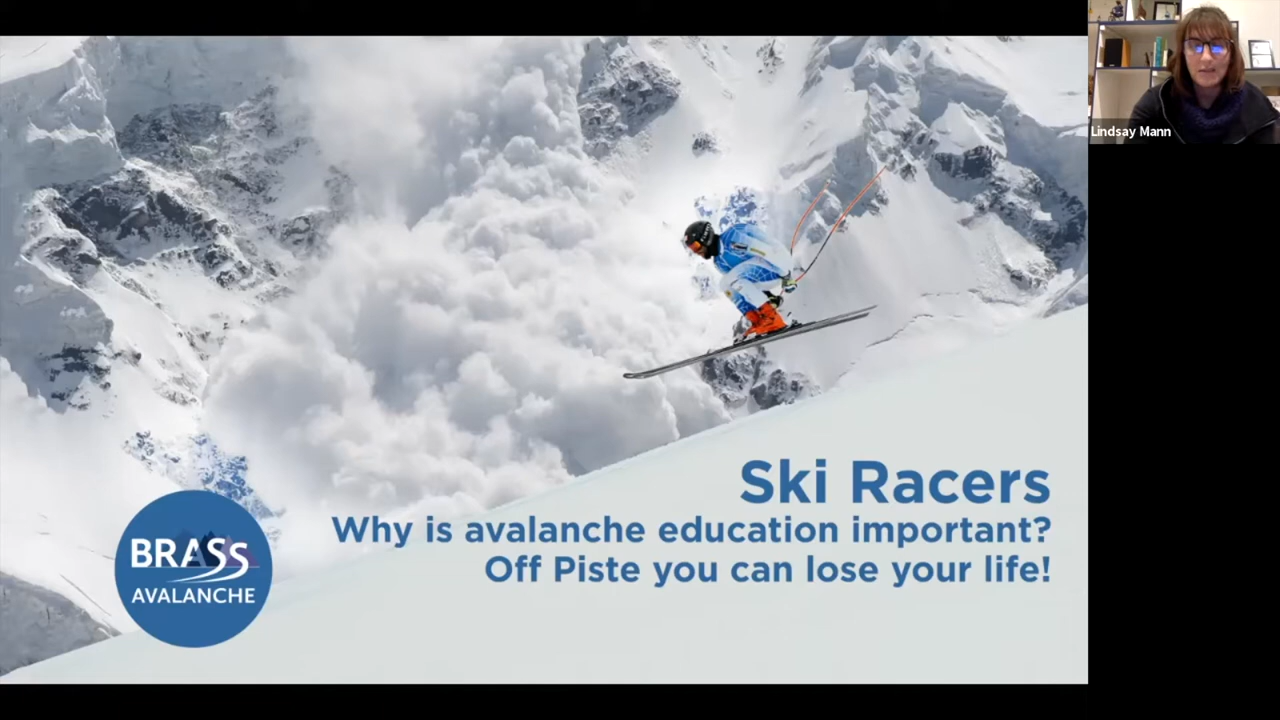 Lindsay Mann
Ski Racers
Why is avalanche education important?
Off Piste you can lose your life!
BRASS
AVALANCHE